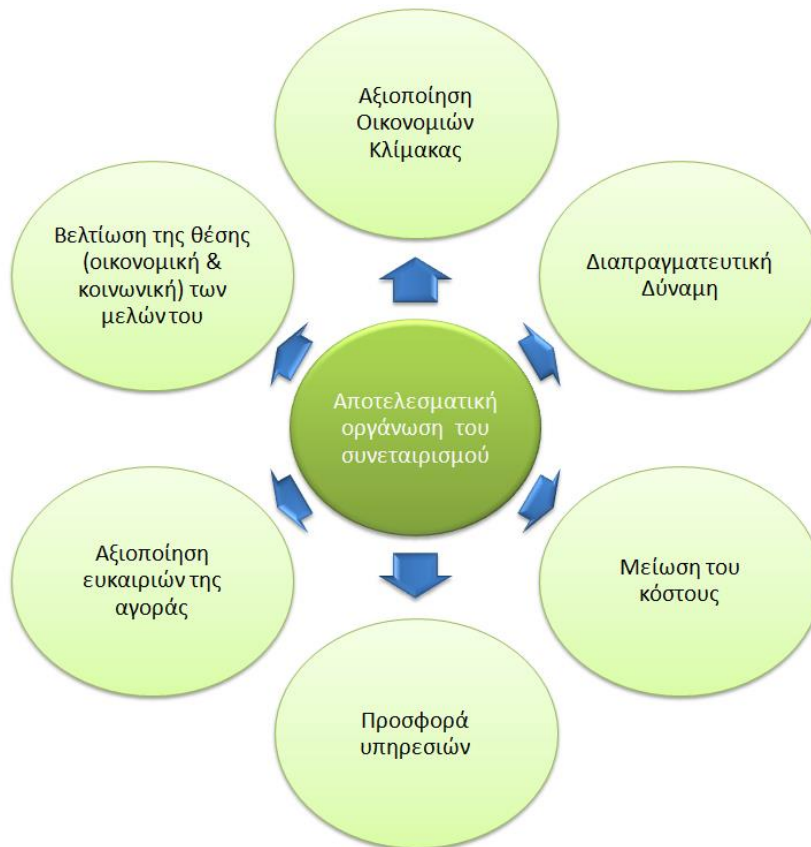 Αξιοποίηση
Οικονομιών
Κλίμακας
Βελτίωση της θέσης
(οικονομική &
κοινωνική) των
μελών του
Διαπραγματευτική
Δύναμη
Αποτελεσματική
οργάνωση του
συνεταιρισμού
Αξιοποίηση
ευκαιριών της
αγοράς
Μείωση του
κόστους
Προσφορά
υπηρεσιών